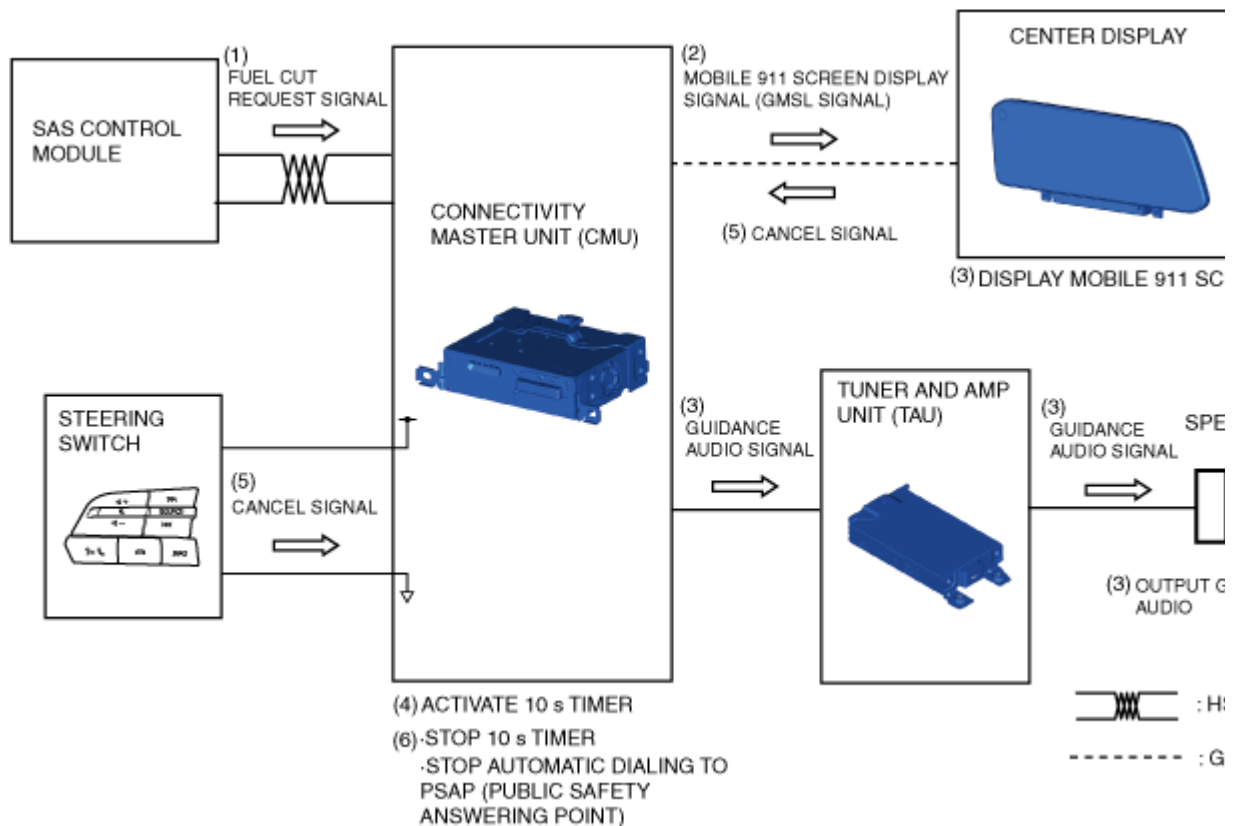 (1)
FUEL CUT
REQUEST SIGNAL
SAS CONTROL
MODULE
CONNECTIVITY
MASTER UNIT (CMU)
(2)
MOBILE 911 SCREEN DISPLAY
SIGNAL (GMSL SIGNAL)
(5) CANCEL SIGNAL
CENTER DISPLAY
(3) DISPLAY MOBILE 911 SC
STEERING
SWITCH
(5)
CANCEL SIGNAL
(3)
GUIDANCE
AUDIO SIGNAL
TUNER AND AMP
UNIT (TAU)
(3)
GUIDANCE
AUDIO SIGNAL
SPE
(3) OUTPUT G
AUDIO
(4) ACTIVATE 10 s TIMER
(6) ·STOP 10 s TIMER
·STOP AUTOMATIC DIALING TO
PSAP (PUBLIC SAFETY
ANSWERING POINT)
: HS
: G